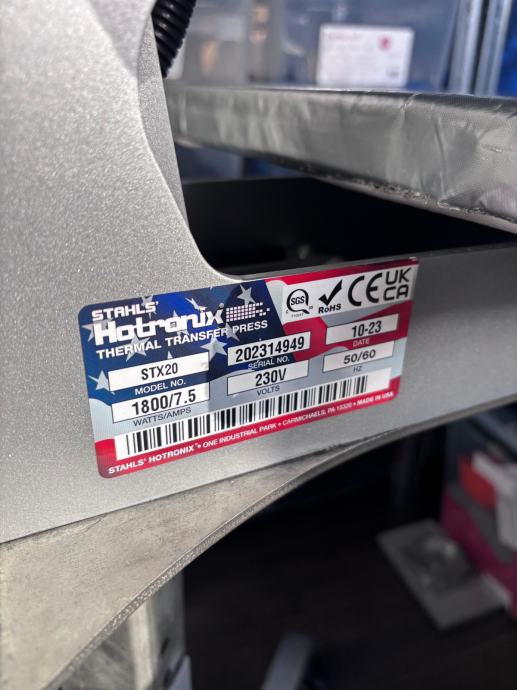 STAHLS'
Hotronix®
THERMAL TRANSFER PRESS
SGS
RoHS
CE UK CA
STX20
MODEL NO.
202314949
SERIAL NO.
10-23
DATE
1800/7.5
WATTS/AMPS
230V
VOLTS
50/60
HZ
STAHLS' HOTRONIX® • ONE INDUSTRIAL PARK • CARMICHAELS, PA 15320 • MADE IN USA